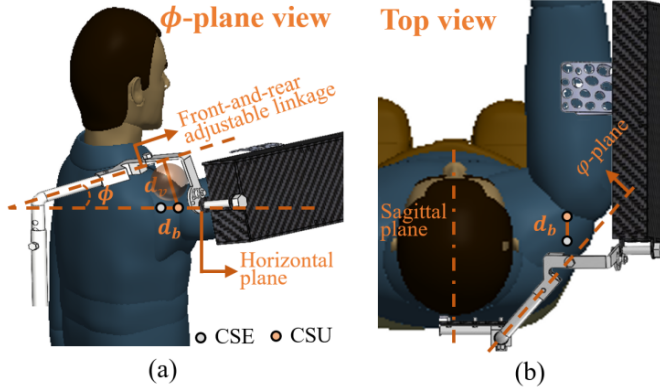 ϕ-plane view
Front-and-rear
adjustable linkage
ϕ
d_b
Horizontal
plane
CSE
CSU
(a)
Top view
φ-plane
Sagittal
plane
d_b
(b)